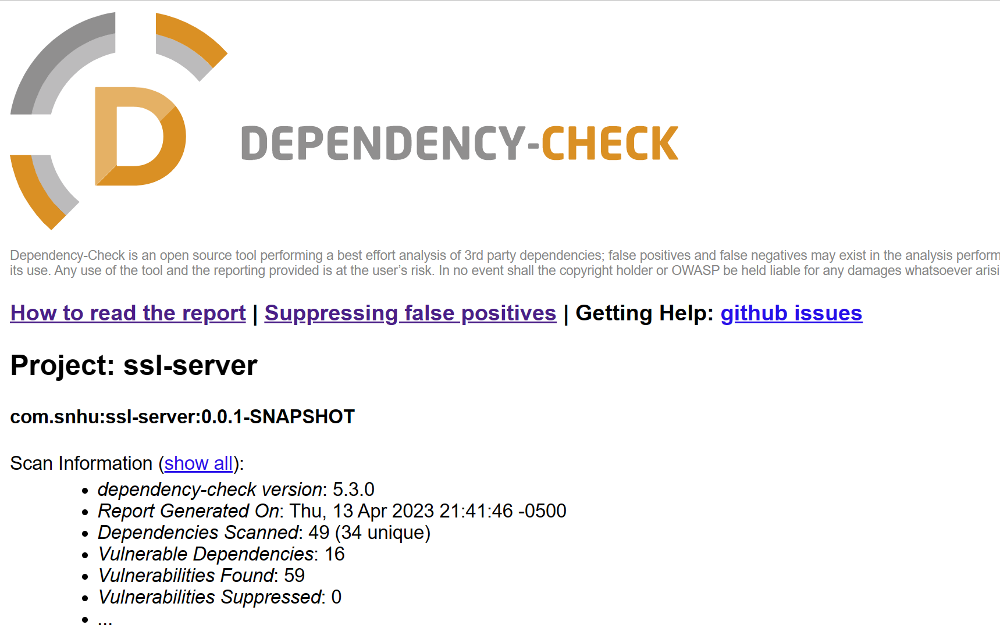 D
DEPENDENCY-CHECK
Dependency-Check is an open source tool performing a best effort analysis of 3rd party dependencies; false positives and false negatives may exist in the analysis perform
its use. Any use of the tool and the reporting provided is at the user’s risk. In no event shall the copyright holder or OWASP be held liable for any damages whatsoever arisi
How to read the report | Suppressing false positives | Getting Help: github issues
Project: ssl-server
com.snhu:ssl-server:0.0.1-SNAPSHOT
Scan Information (show all):
• dependency-check version: 5.3.0
• Report Generated On: Thu, 13 Apr 2023 21:41:46 -0500
• Dependencies Scanned: 49 (34 unique)
• Vulnerable Dependencies: 16
• Vulnerabilities Found: 59
• Vulnerabilities Suppressed: 0
• ...